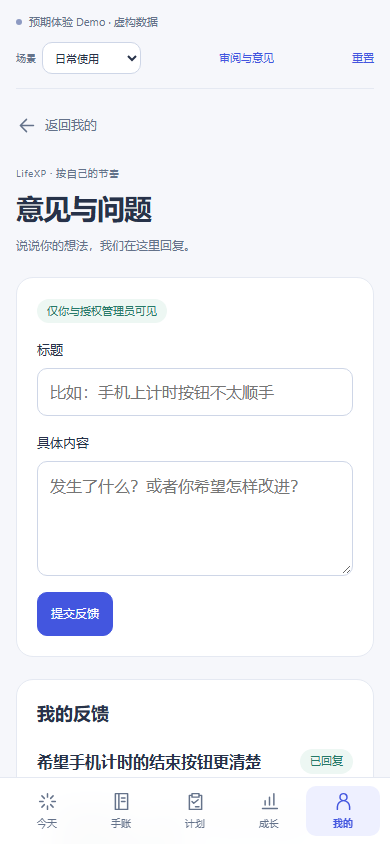 预期体验 Demo · 虚构数据
场景 日常使用 审阅与意见 重置
返回我的
LifeXP · 按自己的节奏
意见与问题
说说你的想法，我们在这里回复。
仅你与授权管理员可见
标题
比如：手机上计时按钮不太顺手
具体内容
发生了什么？或者你希望怎样改进？
提交反馈
我的反馈
希望手机计时的结束按钮更清楚 已回复
今天 手账 计划 成长 我的